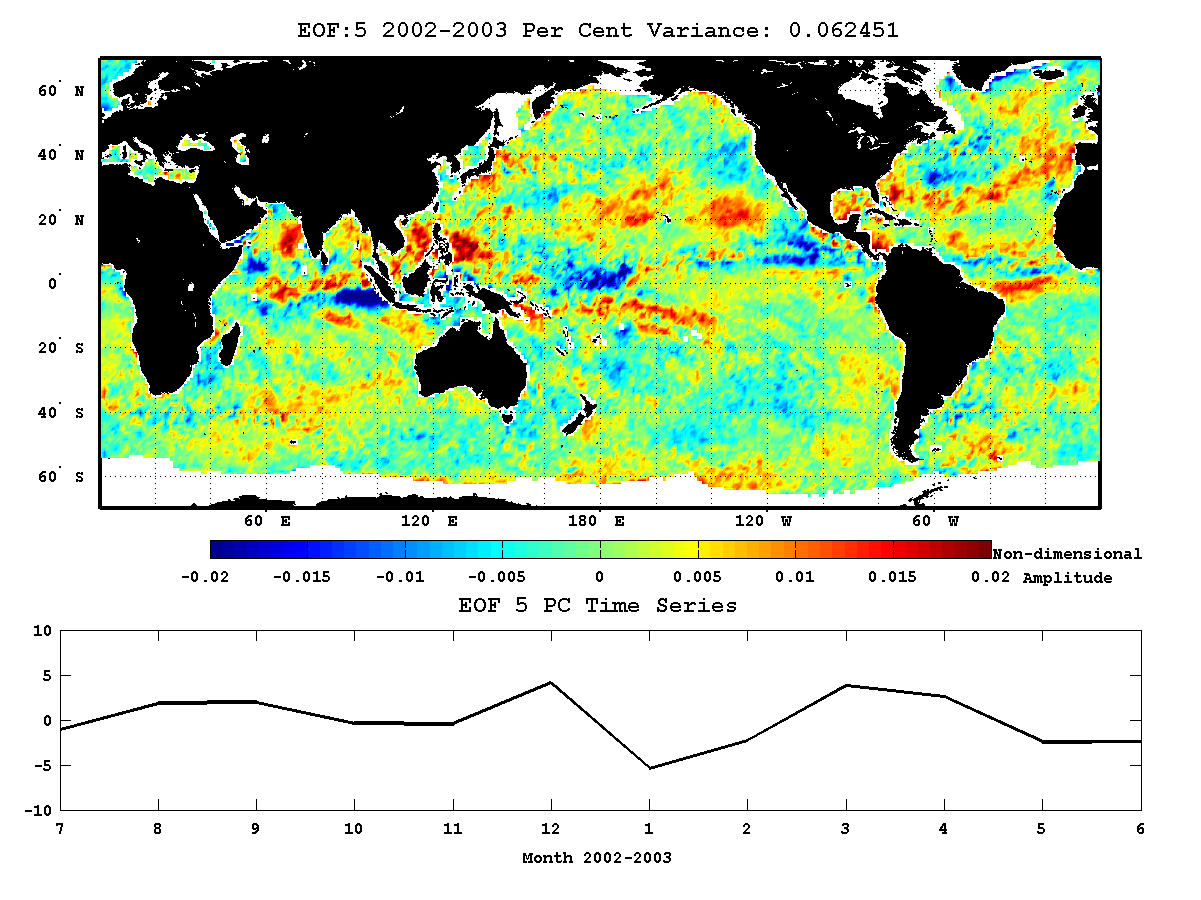 EOF:5 2002-2003 Per Cent Variance: 0.062451
60° N
40° N
20° N
0°
20° S
40° S
60° S
60 E 120 E 180 E 120 W 60 W
Non-dimensional
-0.02 -0.015 -0.01 -0.005 0 0.005 0.01 0.015 0.02 Amplitude
EOF 5 PC Time Series
10
5
0
-5
-10
7 8 9 10 11 12 1 2 3 4 5 6
Month 2002-2003